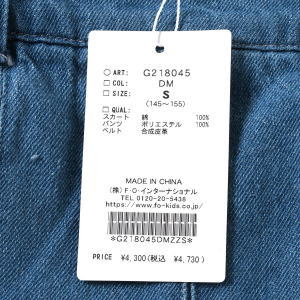 ○ ART: G218045
□ COL: DM
□ SIZE: S
(145~155)
□ QUAL:
スカート 綿 100%
パンツ ポリエステル 100%
ベルト 合成皮革
MADE IN CHINA
(株)F・O・インターナショナル
TEL 0120-20-5438
https://www.fo-kids.co.jp
*G218045DMZZS*
PRICE ¥4,300(税込 ¥4,730)